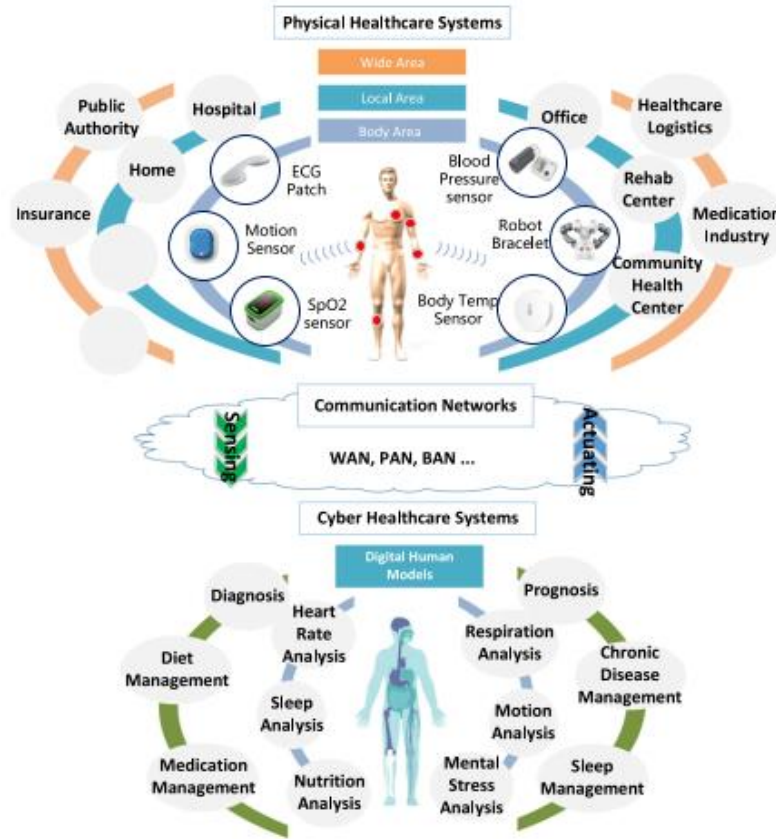 Physical Healthcare Systems
Wide Area
Local Area
Body Area
Public
Authority
Hospital
Home
Insurance
ECG
Patch
Motion
Sensor
SpO2
sensor
Office
Healthcare
Logistics
Blood
Pressure
sensor
Rehab
Center
Robot
Bracelet
Medication
Industry
Community
Health
Center
Body Temp
Sensor
Communication Networks
Sensing
WAN, PAN, BAN ...
Actuating
Cyber Healthcare Systems
Digital Human
Models
Diagnosis
Heart
Rate
Analysis
Diet
Management
Sleep
Analysis
Medication
Management
Nutrition
Analysis
Prognosis
Respiration
Analysis
Chronic
Disease
Management
Motion
Analysis
Mental
Stress
Analysis
Sleep
Management